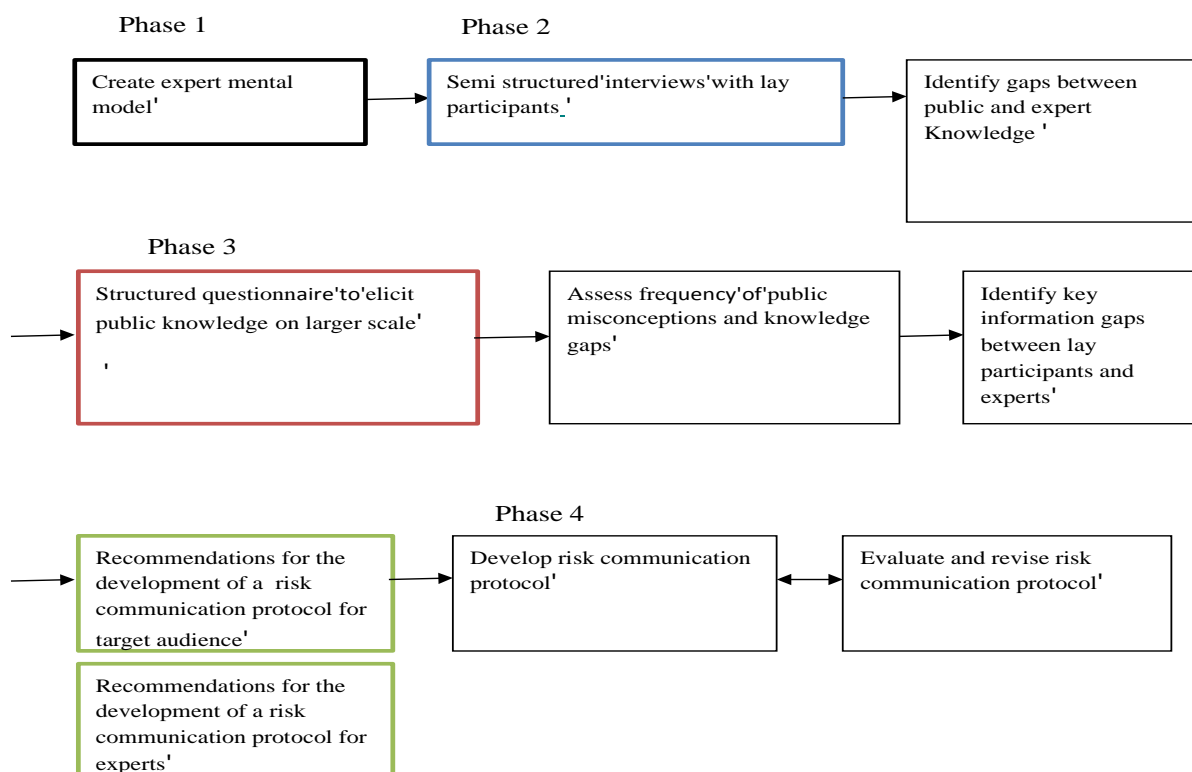 Phase 1
Phase 2
Create expert mental
model'
Semi structured'interviews'with lay
participants_'
Identify gaps between
public and expert
Knowledge '
Phase 3
Structured questionnaire'to'elicit
public knowledge on larger scale'
'
Assess frequency'of'public
misconceptions and knowledge
gaps'
Identify key
information gaps
between lay
participants and
experts'
Phase 4
Recommendations for the
development of a risk
communication protocol for
target audience'
Develop risk communication
protocol'
Evaluate and revise risk
communication protocol'
Recommendations for the
development of a risk
communication protocol for
experts'